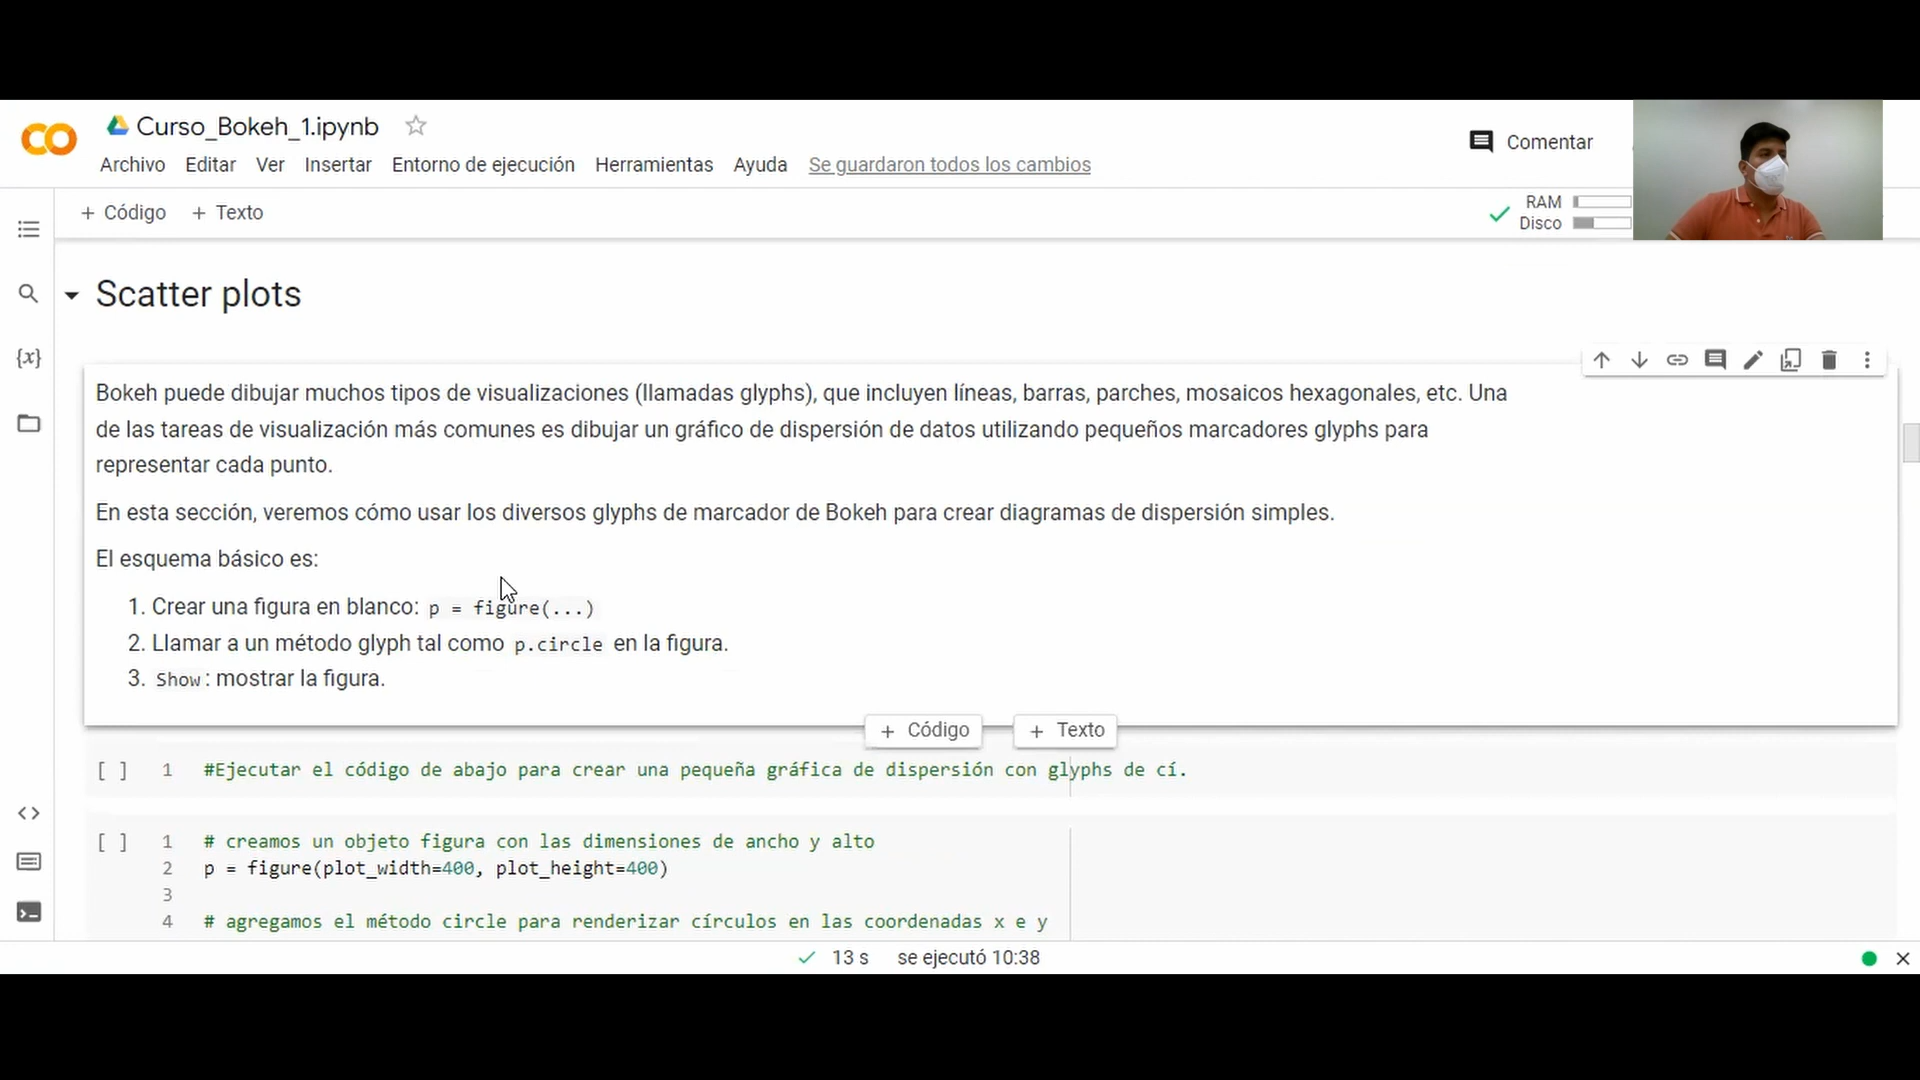 Curso_Bokeh_1.ipynb
Archivo Editar Ver Insertar Entorno de ejecución Herramientas Ayuda Se guardaron todos los cambios
Comentar
+ Código + Texto
RAM
Disco
Scatter plots
{x}
Bokeh puede dibujar muchos tipos de visualizaciones (llamadas glyphs), que incluyen líneas, barras, parches, mosaicos hexagonales, etc. Una
de las tareas de visualización más comunes es dibujar un gráfico de dispersión de datos utilizando pequeños marcadores glyphs para
representar cada punto.
En esta sección, veremos cómo usar los diversos glyphs de marcador de Bokeh para crear diagramas de dispersión simples.
El esquema básico es:
1. Crear una figura en blanco: p = figure(...)
2. Llamar a un método glyph tal como p.circle en la figura.
3. Show: mostrar la figura.
+ Código + Texto
[ ] 1 #Ejecutar el código de abajo para crear una pequeña gráfica de dispersión con glyphs de cí.
[ ] 1 # creamos un objeto figura con las dimensiones de ancho y alto
2 p = figure(plot_width=400, plot_height=400)
3
4 # agregamos el método circle para renderizar círculos en las coordenadas x e y
13 s se ejecutó 10:38